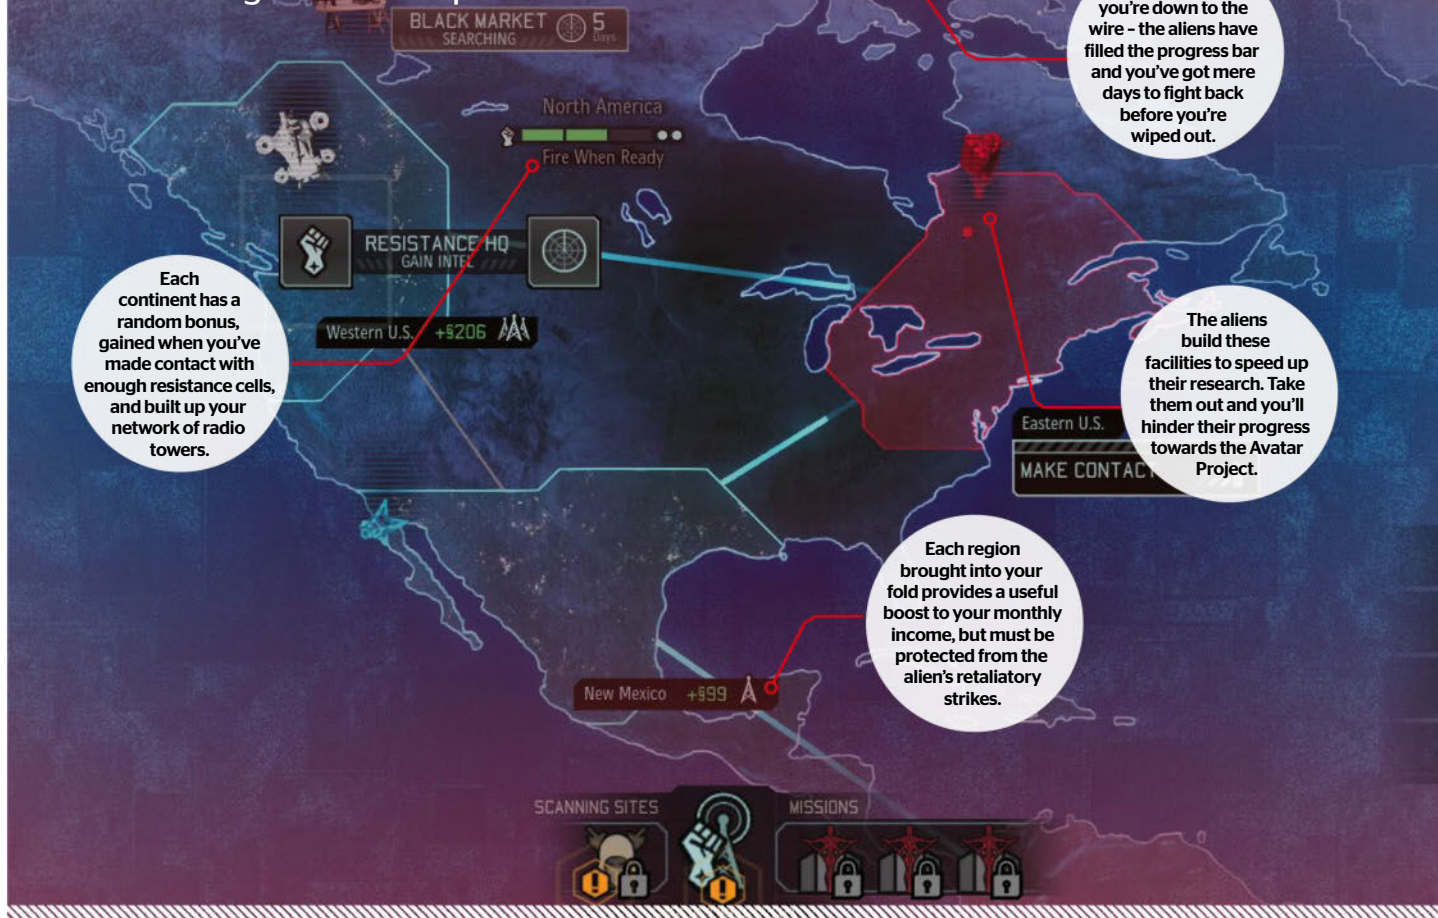 BLACK MARKET
SEARCHING
5
Days
you're down to the
wire – the aliens have
filled the progress bar
and you've got mere
days to fight back
before you're
wiped out.
North America
Fire When Ready
RESISTANCE HQ
GAIN INTEL
Each
continent has a
random bonus,
gained when you've
made contact with
enough resistance cells,
and built up your
network of radio
towers.
Western U.S. +§206
The aliens
build these
facilities to speed up
their research. Take
them out and you'll
hinder their progress
towards the Avatar
Project.
Eastern U.S.
MAKE CONTAC
Each region
brought into your
fold provides a useful
boost to your monthly
income, but must be
protected from the
alien's retaliatory
strikes.
New Mexico +§99
SCANNING SITES
MISSIONS